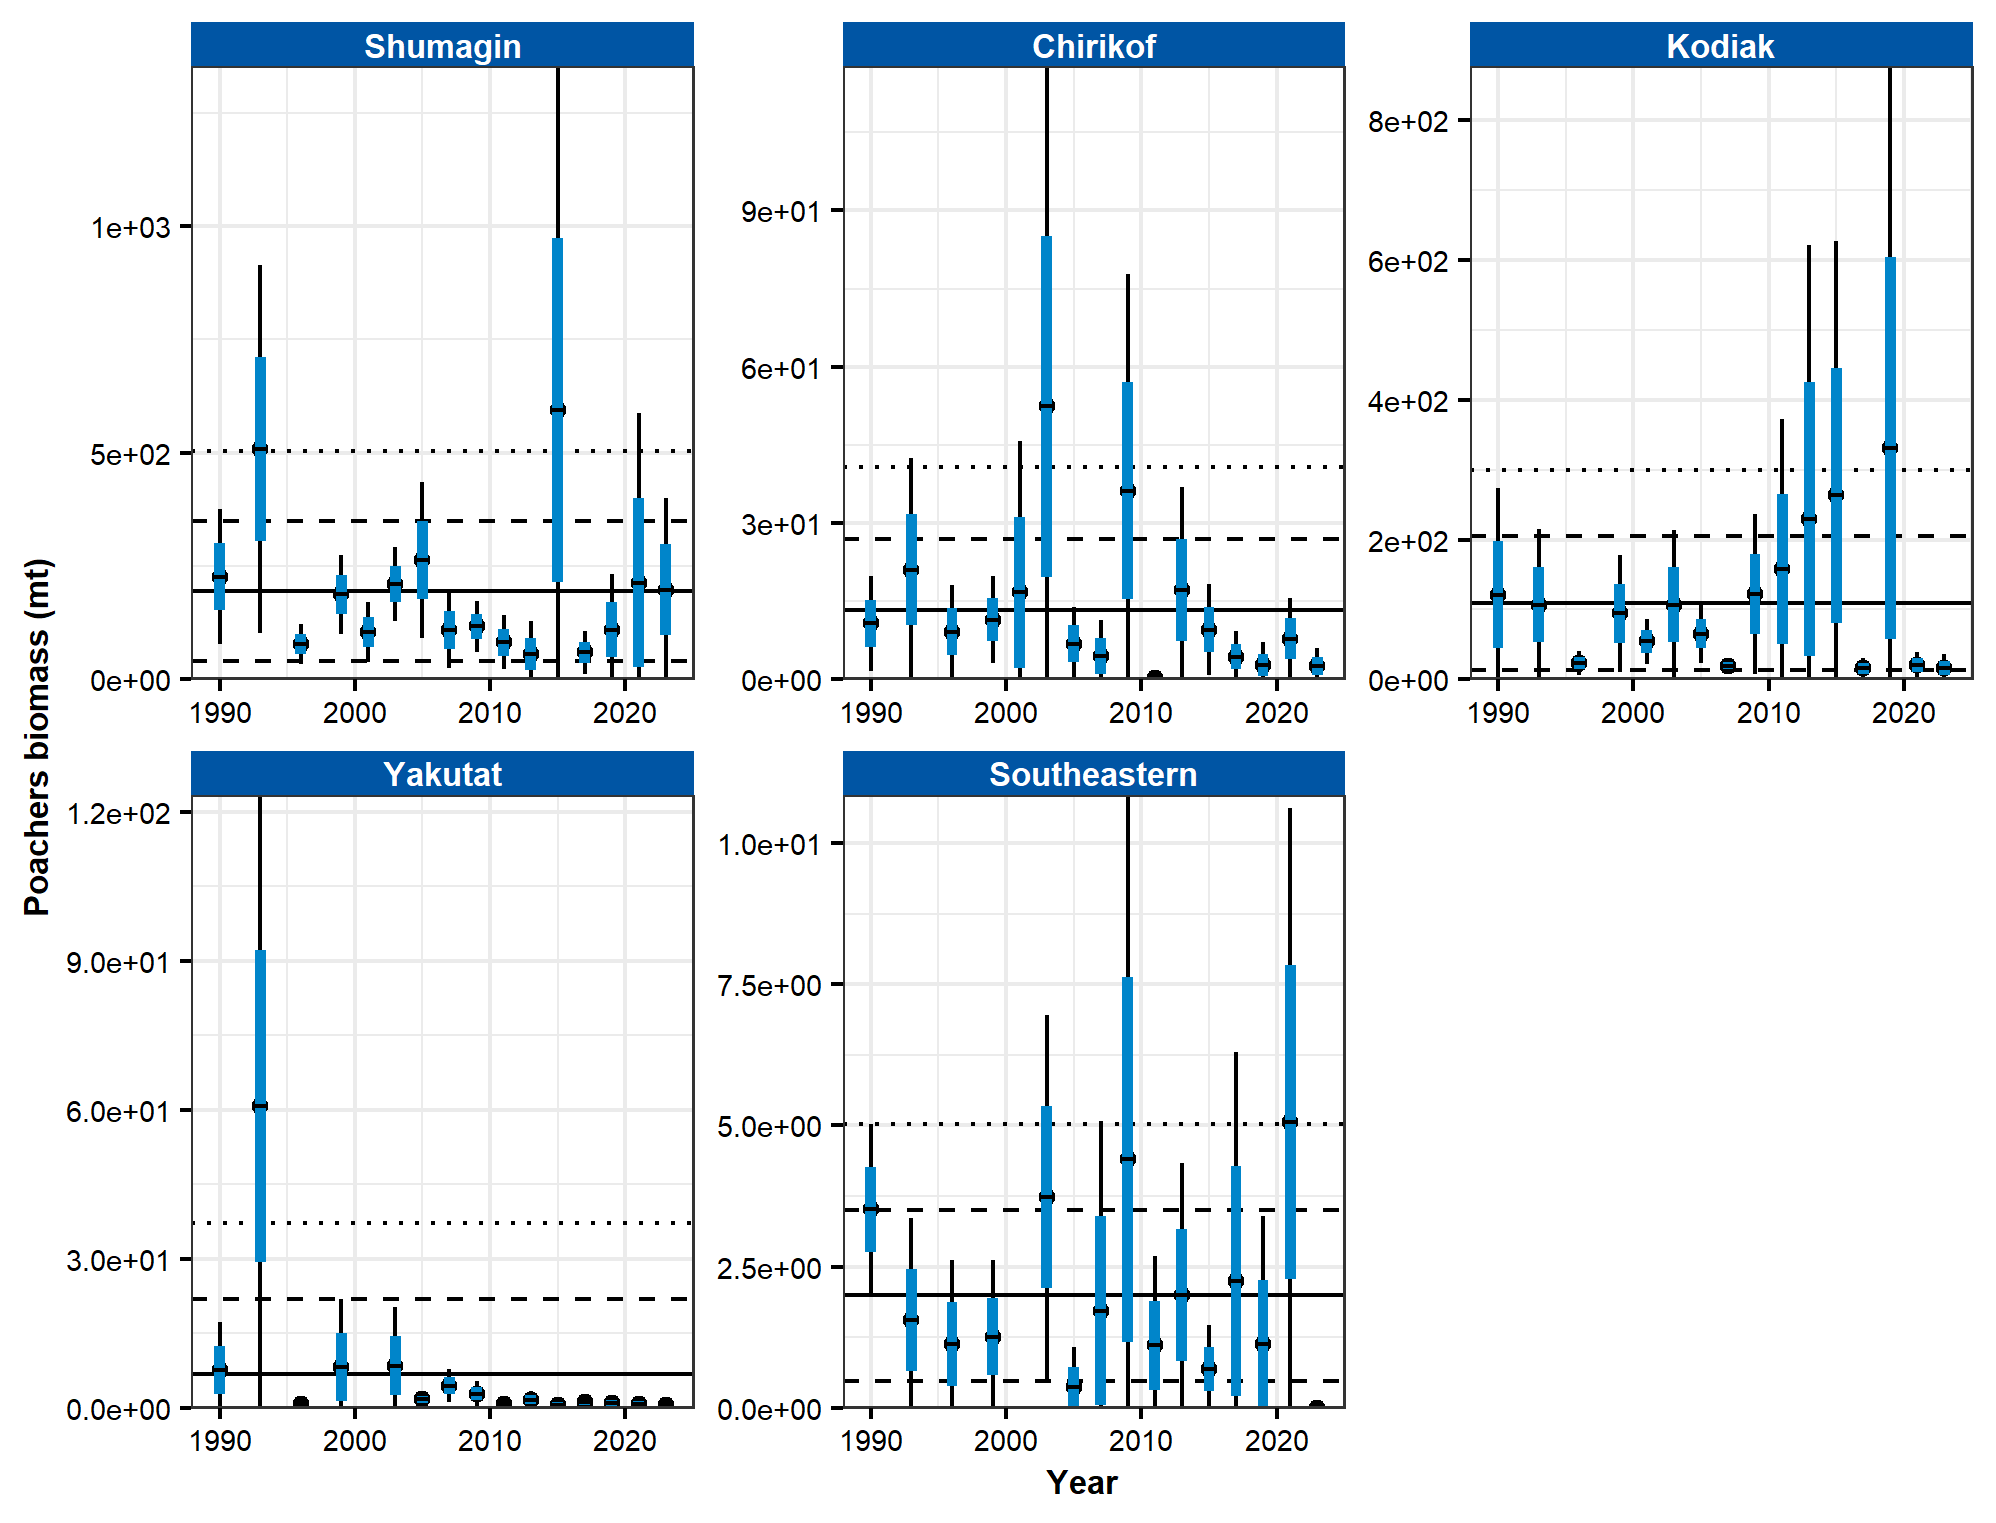 Shumagin
Chirikof
Kodiak
1e+03
5e+02
0e+00
9e+01
6e+01
3e+01
0e+00
8e+02
6e+02
4e+02
2e+02
0e+00
1990 2000 2010 2020
1990 2000 2010 2020
1990 2000 2010 2020
Poachers biomass (mt)
Yakutat
Southeastern
1.2e+02
9.0e+01
6.0e+01
3.0e+01
0.0e+00
1.0e+01
7.5e+00
5.0e+00
2.5e+00
0.0e+00
1990 2000 2010 2020
1990 2000 2010 2020
Year